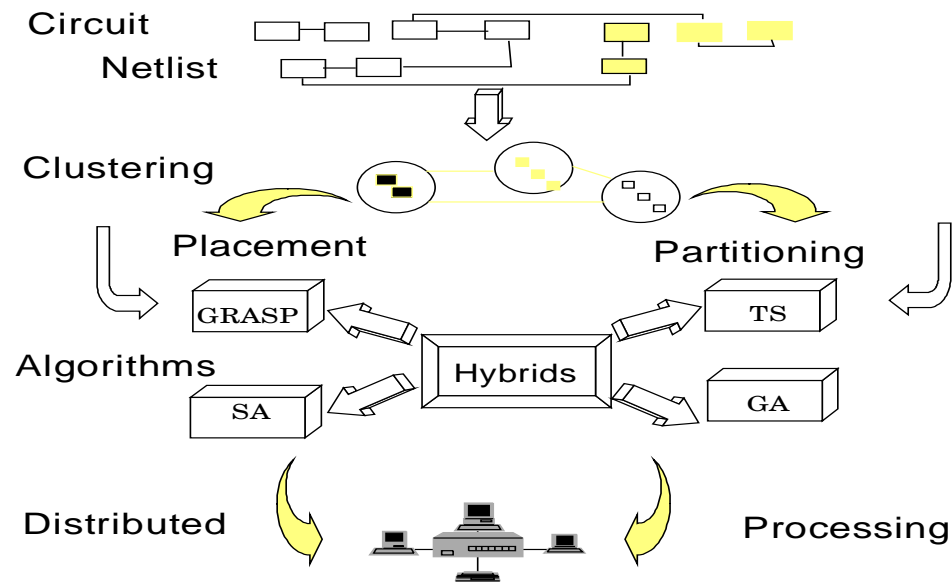 Circuit
Netlist
Clustering
Placement
Partitioning
GRASP
TS
Algorithms
Hybrids
SA
GA
Distributed
Processing